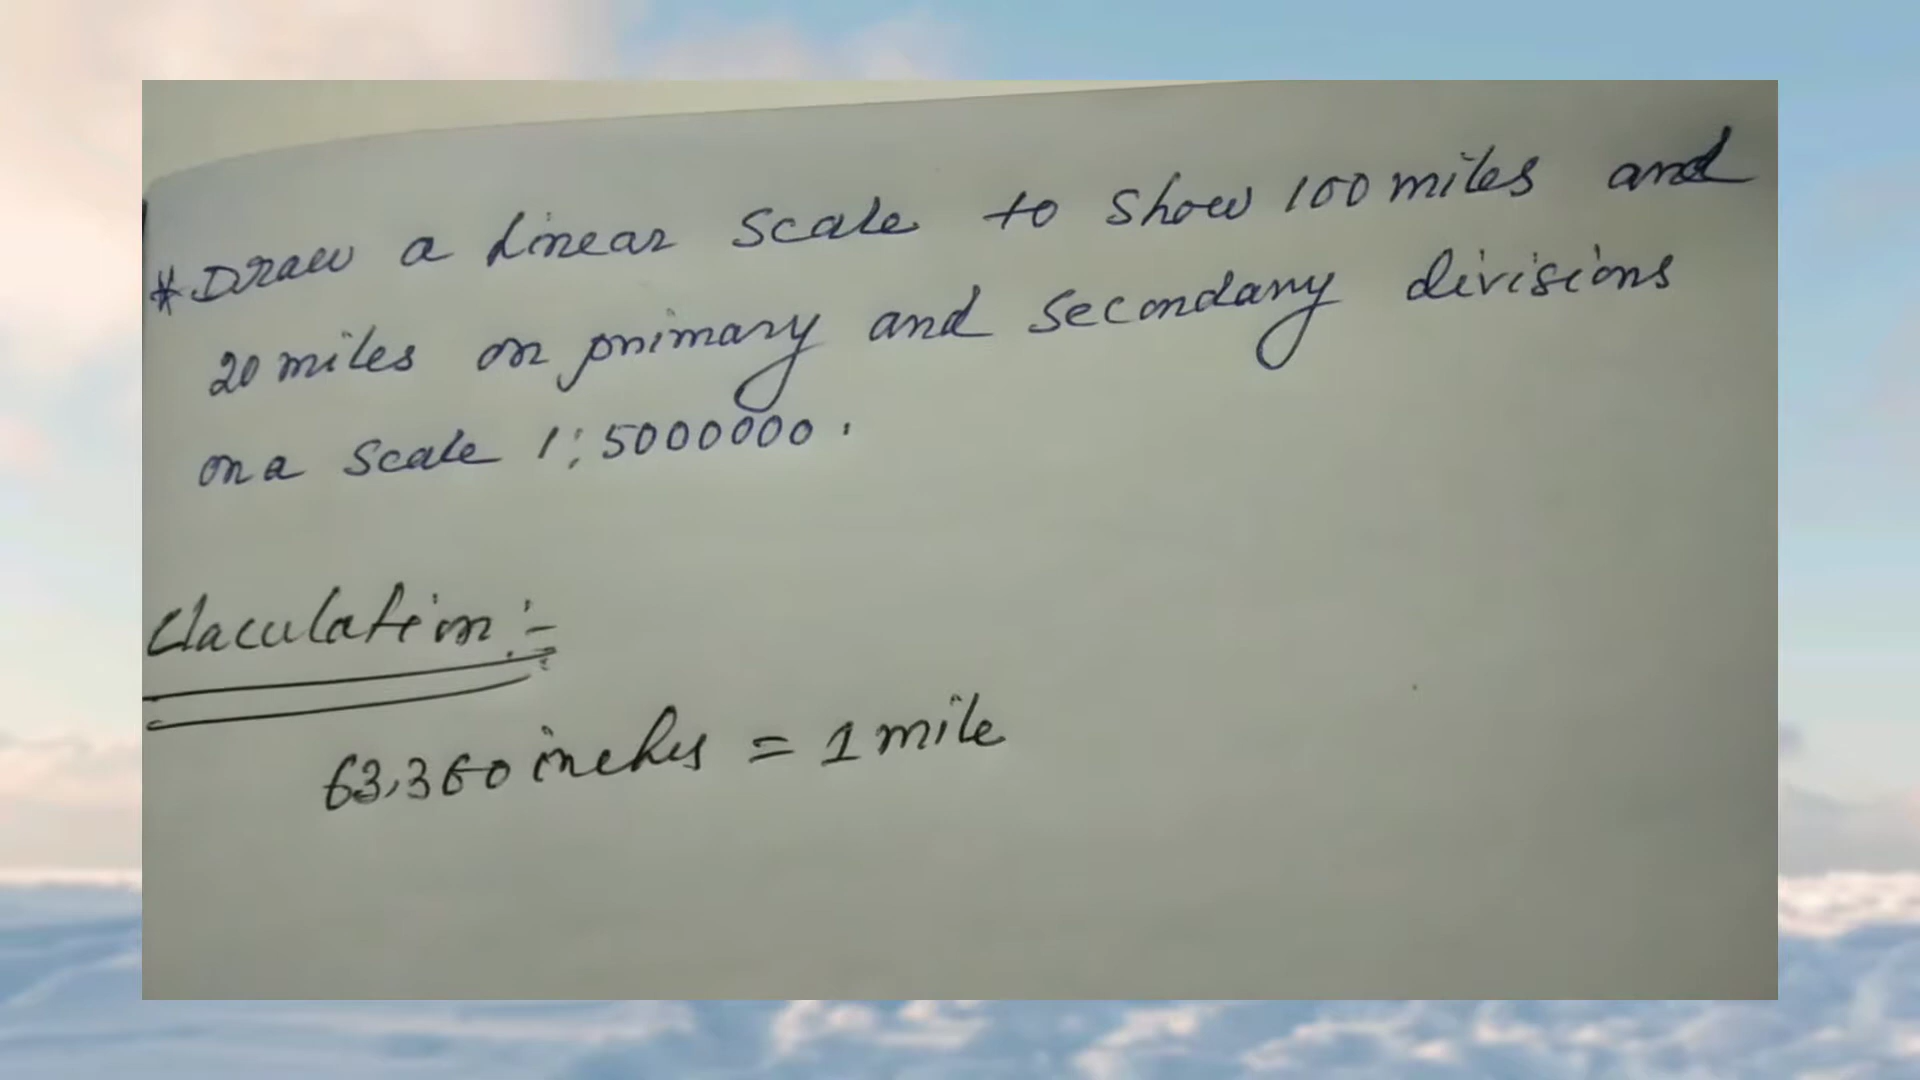 * Draw a Linear Scale to show 100 miles and
20 miles on primary and secondary divisions
on a Scale 1:5000000.
Claculation :-
63,360 inches = 1 mile